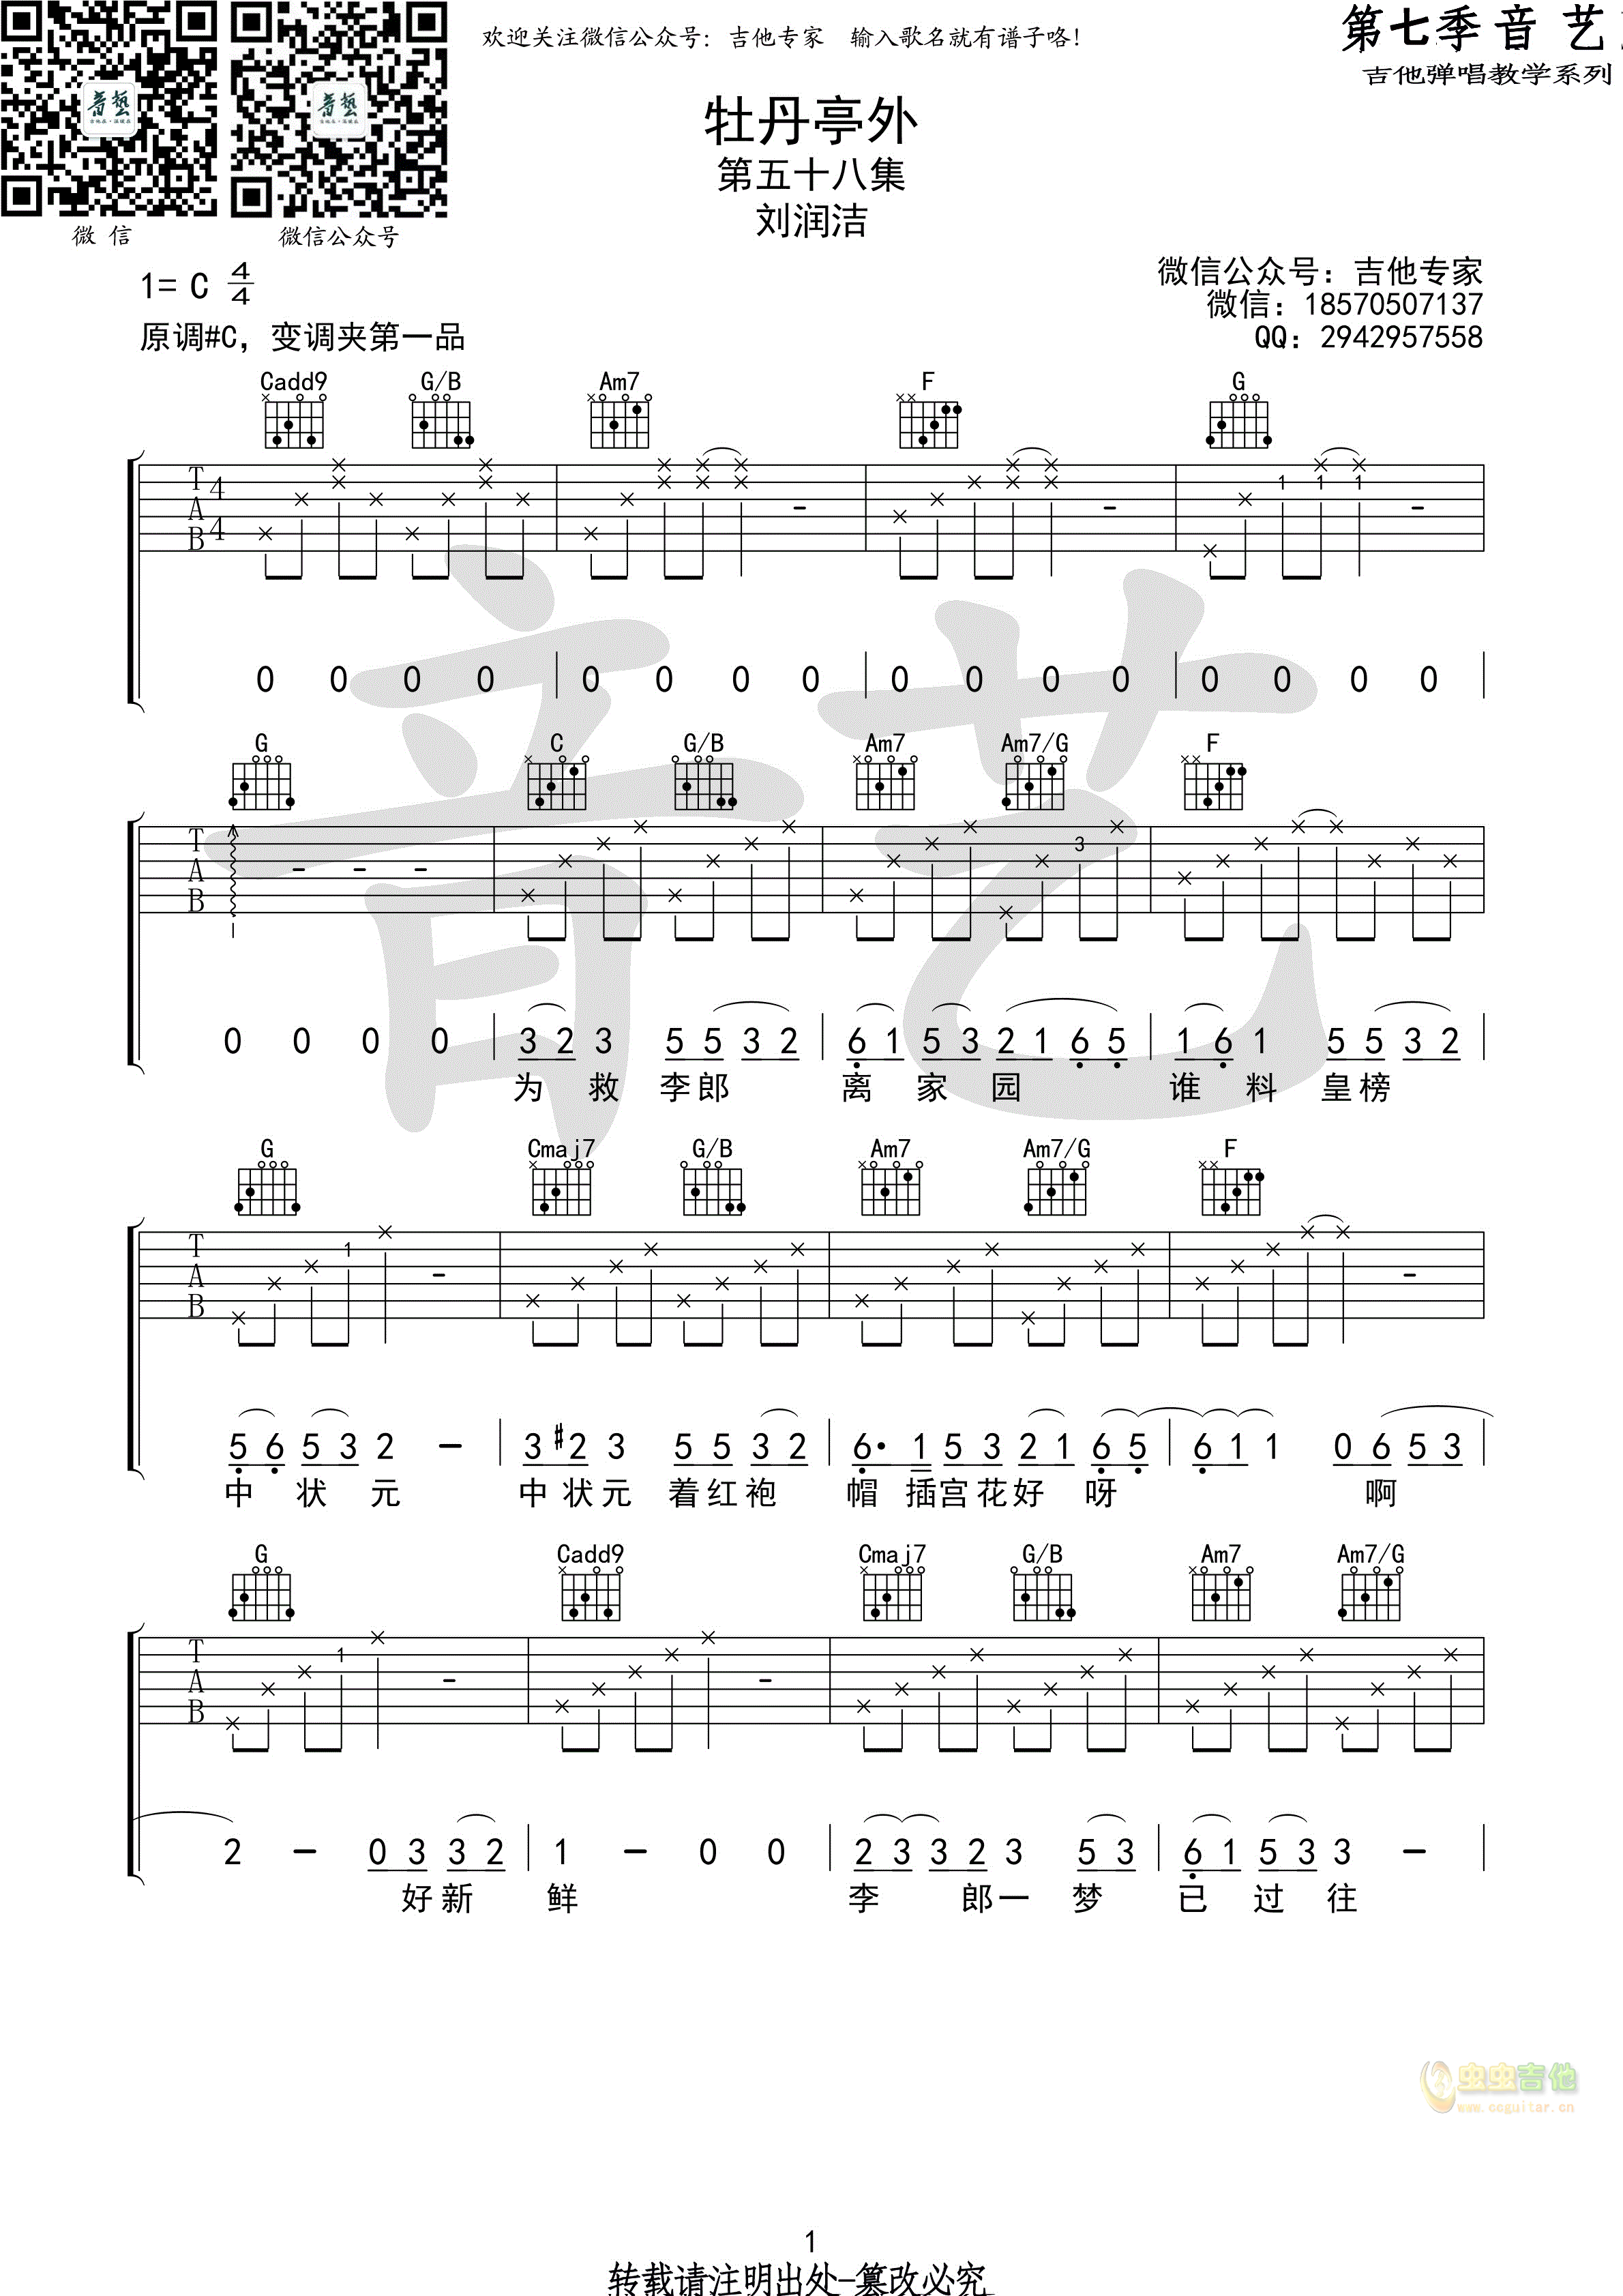 欢迎关注微信公众号：吉他专家 输入歌名就有谱子咯！
第七季音 艺
吉他弹唱教学系列
微 信
微信公众号
牡丹亭外
第五十八集
刘润洁
1= C 4/4
原调#C，变调夹第一品
微信公众号：吉他专家
微信：18570507137
QQ：2942957558
Cadd9 G/B Am7 F G
T A B 4 4 1 1 1
0 0 0 0 0 0 0 0 0 0 0 0 0 0 0 0
G C G/B Am7 Am7/G F
T A B 3
0 0 0 0 3 2 3 5 5 3 2 6 1 5 3 2 1 6 5 1 6 1 5 5 3 2
为 救 李郎 离 家 园 谁 料 皇榜
G Cmaj7 G/B Am7 Am7/G F
T A B 1
5 6 5 3 2 - 3 #2 3 5 5 3 2 6· 1 5 3 2 1 6 5 6 1 1 0 6 5 3
中 状 元 中状元 着红袍 帽 插宫花好 呀 啊
G Cadd9 Cmaj7 G/B Am7 Am7/G
T A B 1
2 - 0 3 3 2 1 - 0 0 2 3 3 2 3 5 3 6 1 5 3 3 -
好新 鲜 李 郎一 梦 已 过 往
虫虫吉他
www.ccguitar.cn
1
转载请注明出处-篡改必究